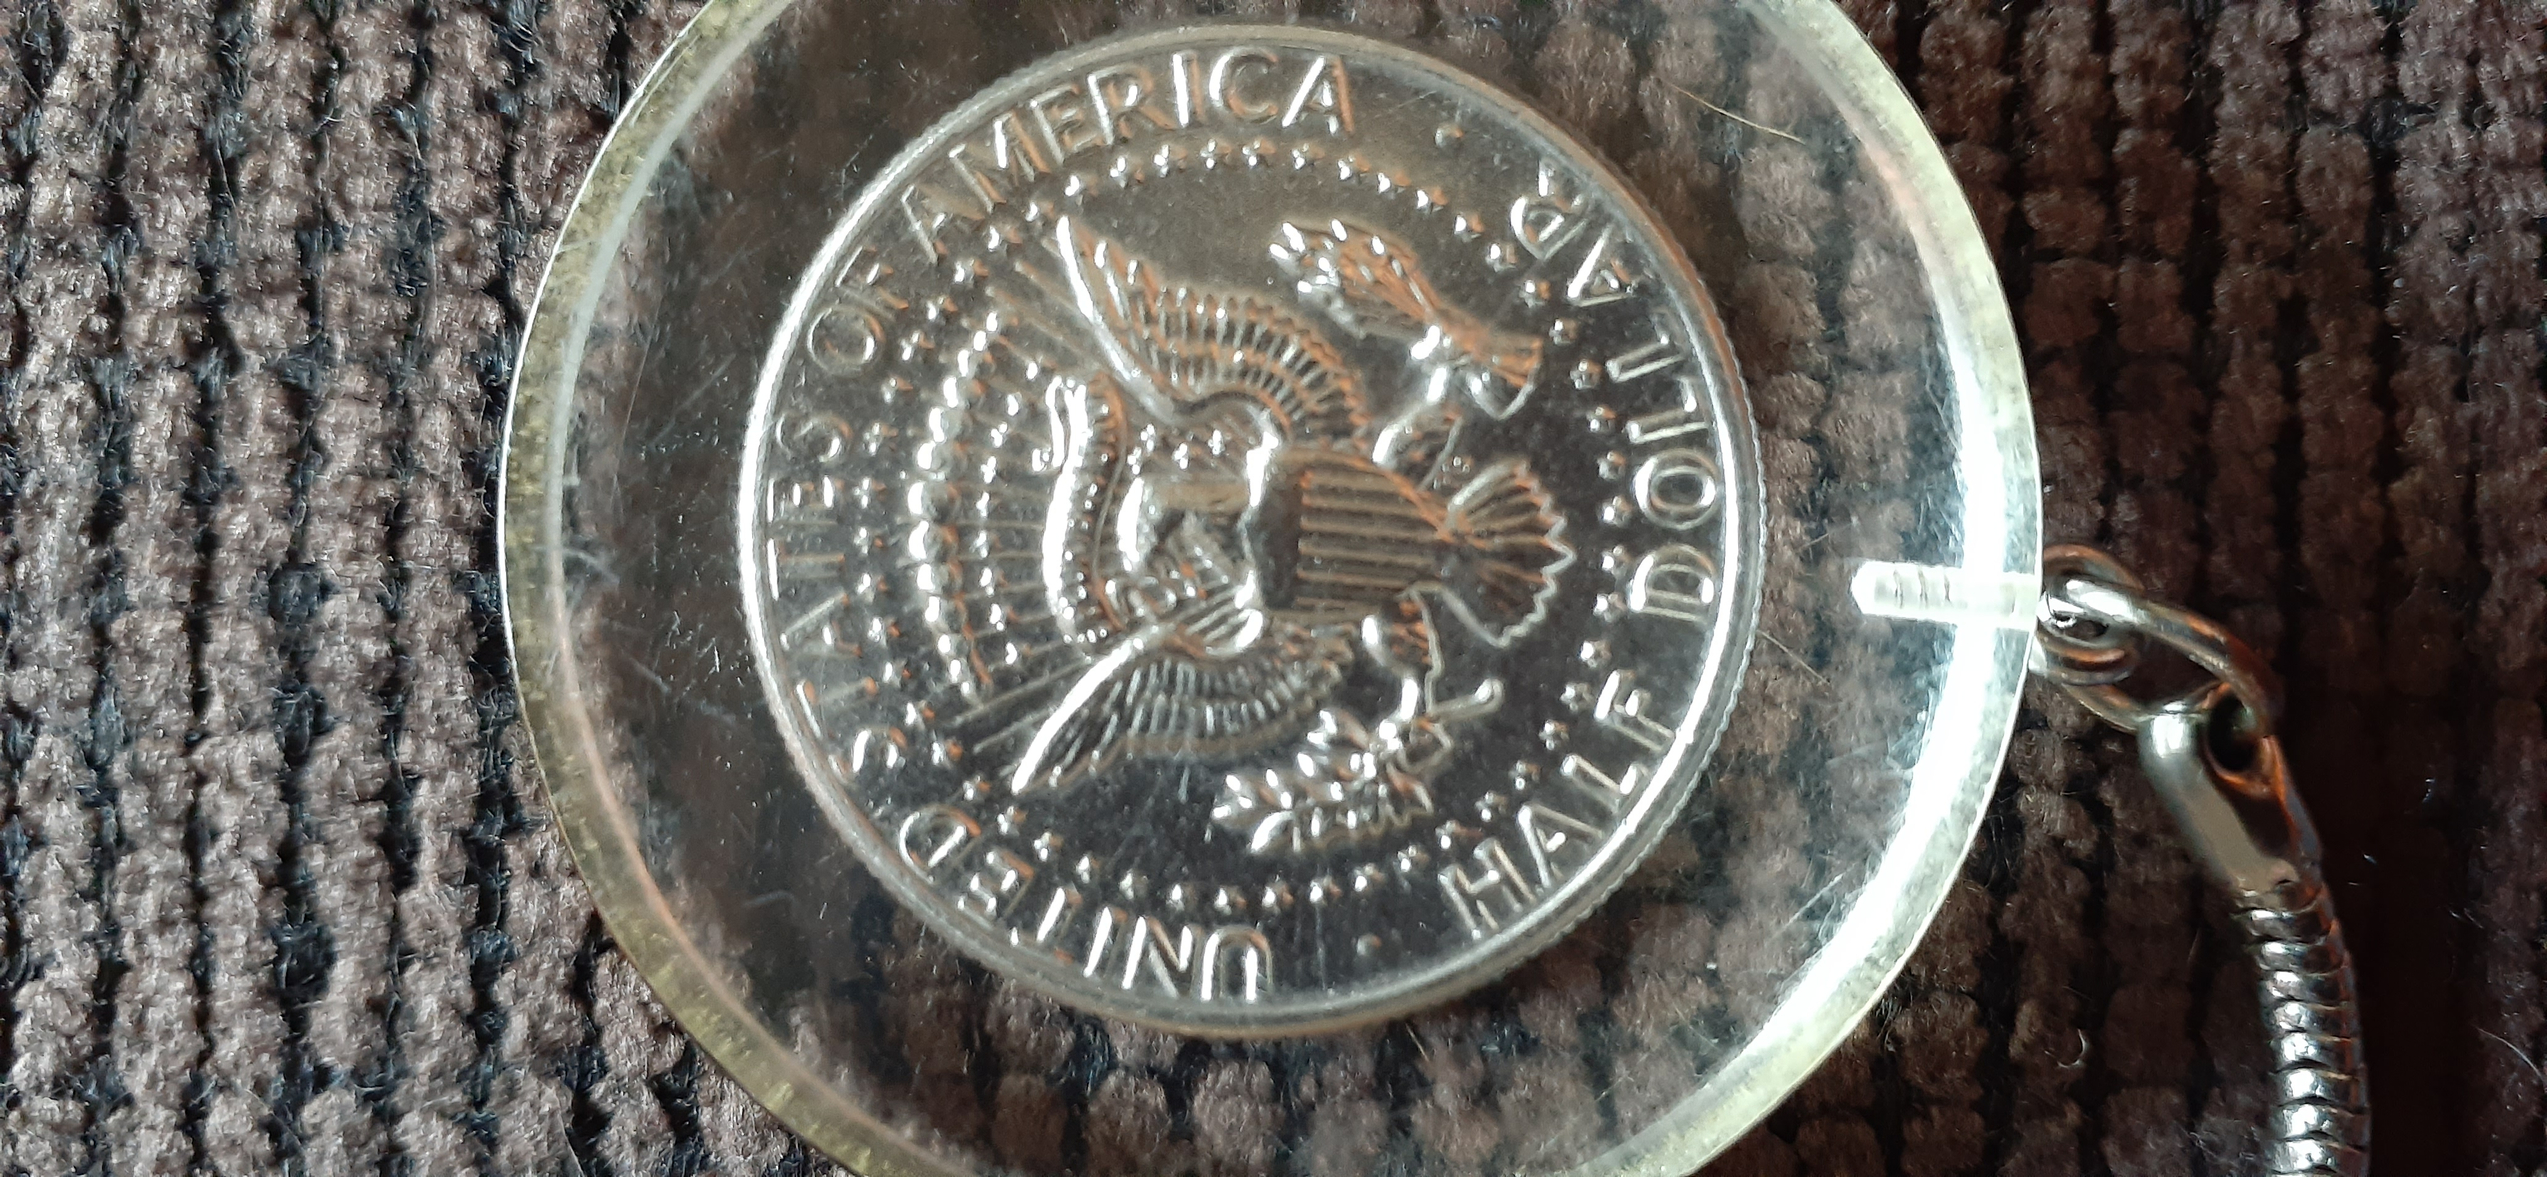 UNITED STATES OF AMERICA
HALF DOLLAR